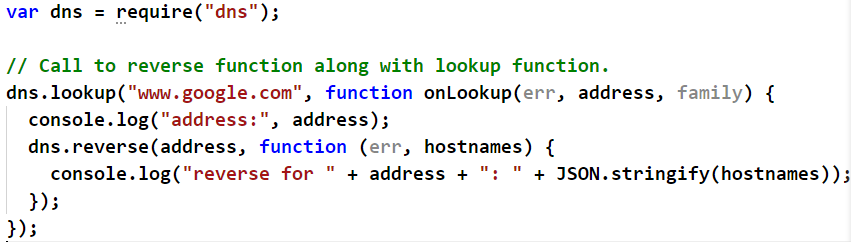 var dns = require("dns");
// Call to reverse function along with lookup function.
dns.lookup("www.google.com", function onLookup(err, address, family) {
  console.log("address:", address);
  dns.reverse(address, function (err, hostnames) {
    console.log("reverse for " + address + ": " + JSON.stringify(hostnames));
  });
});